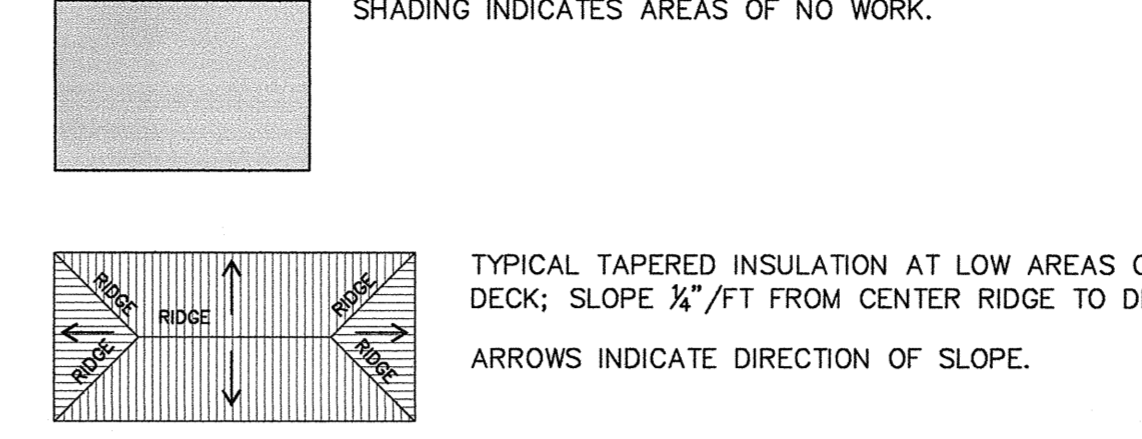 SHADING INDICATES AREAS OF NO WORK.
RIDGE
RIDGE
RIDGE
RIDGE
RIDGE
TYPICAL TAPERED INSULATION AT LOW AREAS
DECK; SLOPE ¼"/FT FROM CENTER RIDGE TO
ARROWS INDICATE DIRECTION OF SLOPE.